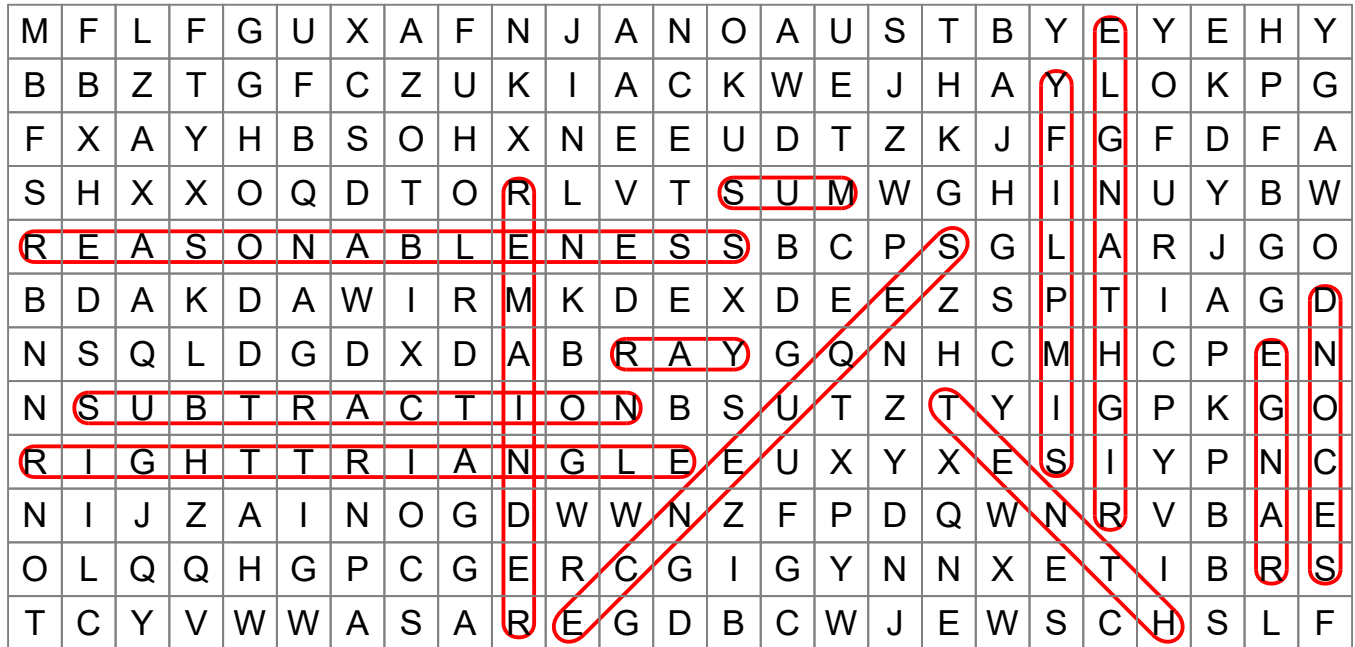 M F L F G U X A F N J A N O A U S T B Y E Y E H Y
B B Z T G F C Z U K I A C K W E J H A Y L O K P G
F X A Y H B S O H X N E E U D T Z K J F G F D F A
S H X X O Q D T O R L V T S U M W G H I N U Y B W
R E A S O N A B L E N E S S B C P S G L A R J G O
B D A K D A W I R M K D E X D E E Z S P T I A G D
N S Q L D G D X D A B R A Y G Q N H C M H C P E N
N S U B T R A C T I O N B S U T Z T Y I G P K G O
R I G H T T R I A N G L E E U X Y X E S I Y P N C
N I J Z A I N O G D W W N Z F P D Q W N R V B A E
O L Q Q H G P C G E R C G I G Y N N X E T I B R S
T C Y V W W A S A R E G D B C W J E W S C H S L F